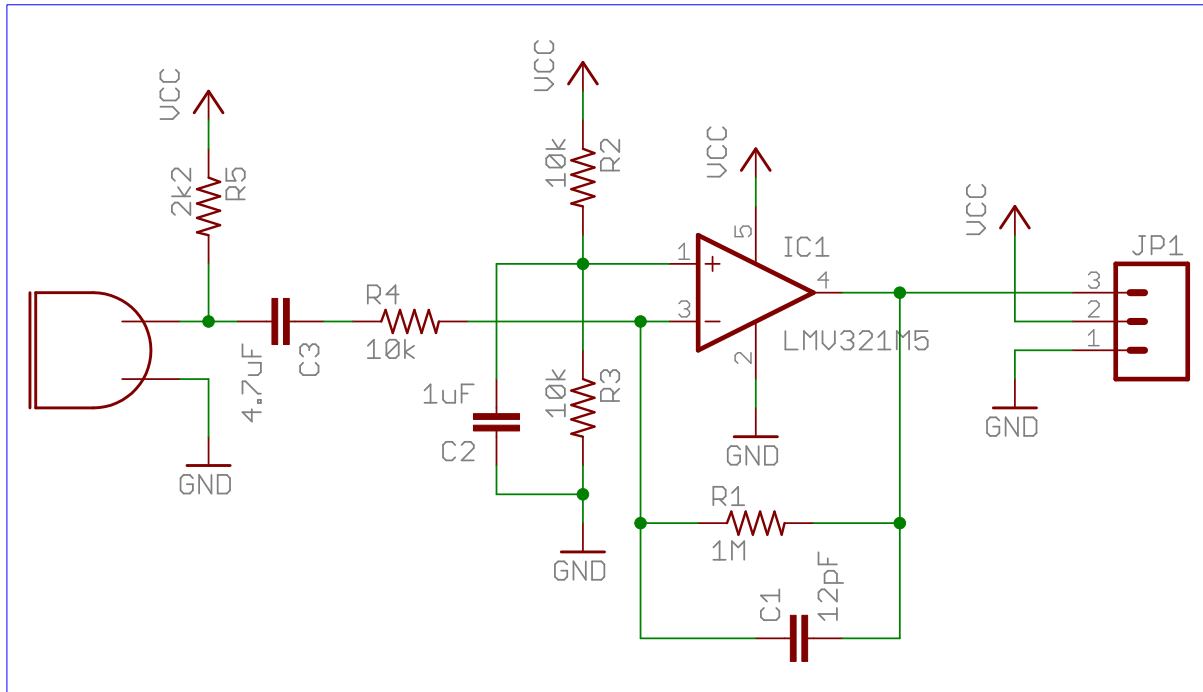 VCC
2k2
R5
4.7uF
C3
GND
R4
10k
VCC
10k
R2
1uF
C2
10k
R3
GND
VCC
5
1
3
4
2
IC1
LMV321M5
GND
R1
1M
C1
12pF
VCC
JP1
3
2
1
GND